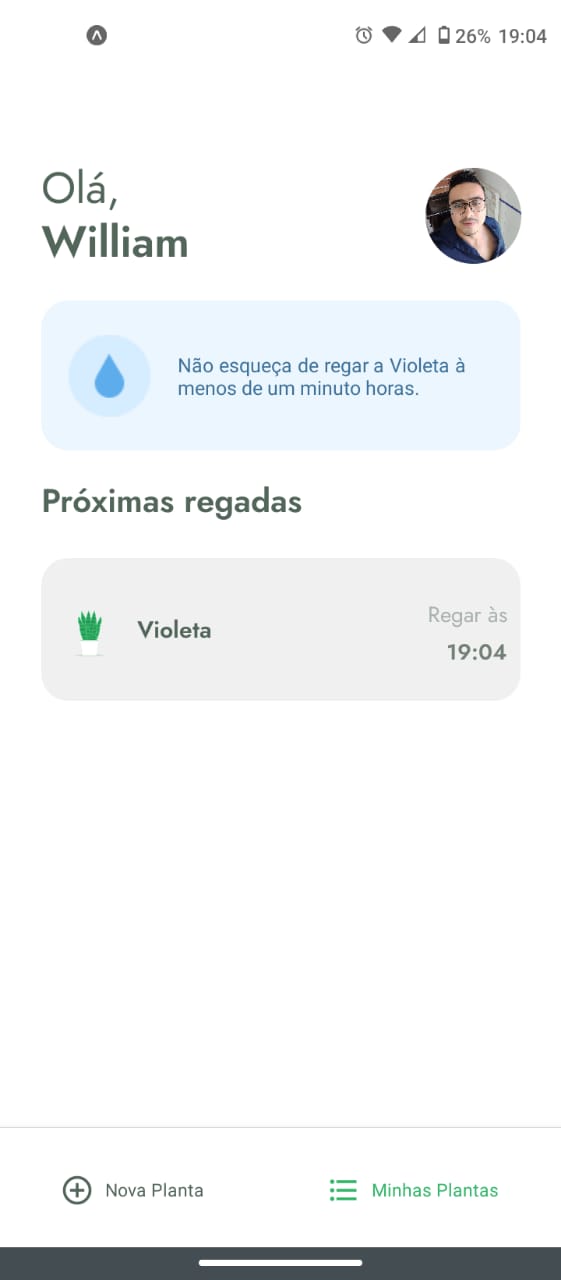 26% 19:04
Olá,
William
Não esqueça de regar a Violeta à
menos de um minuto horas.
Próximas regadas
Violeta
Regar às
19:04
Nova Planta
Minhas Plantas